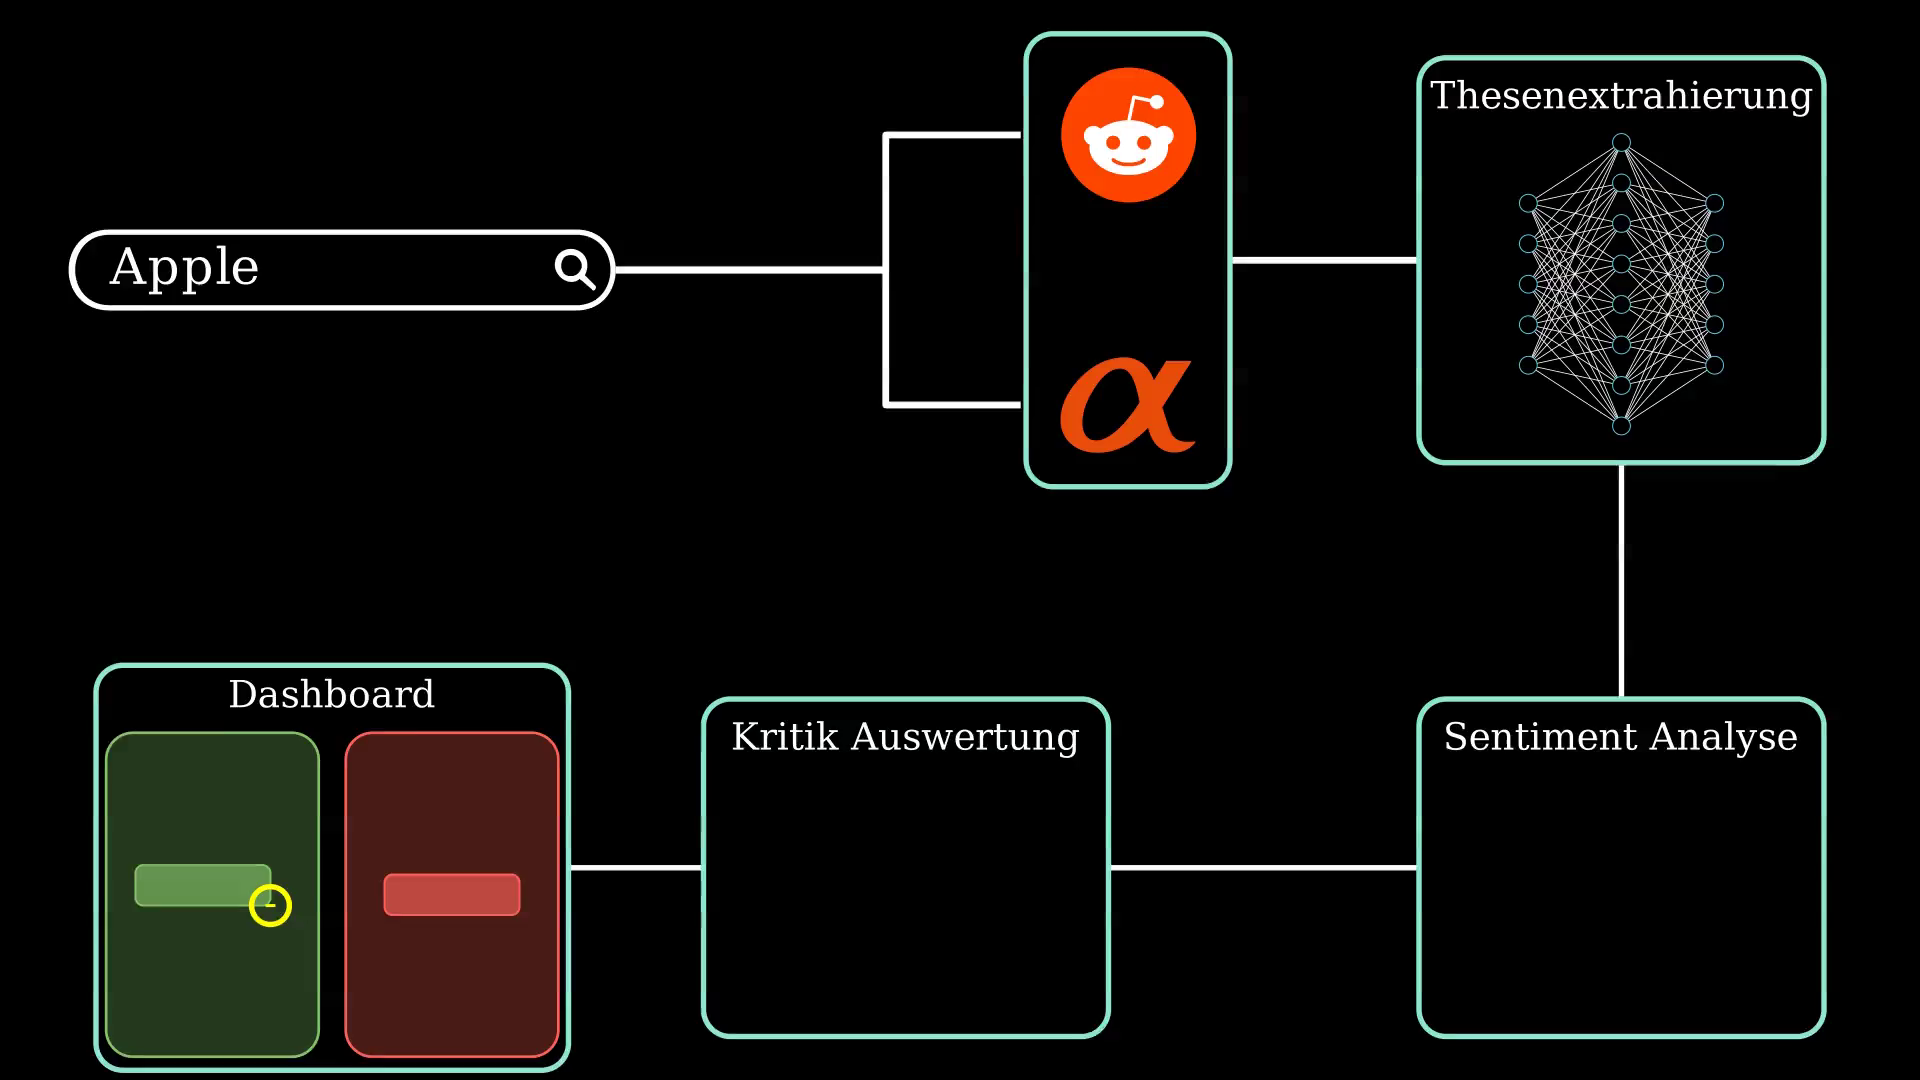 Apple
α
Thesenextrahierung
Dashboard
Kritik Auswertung
Sentiment Analyse
-